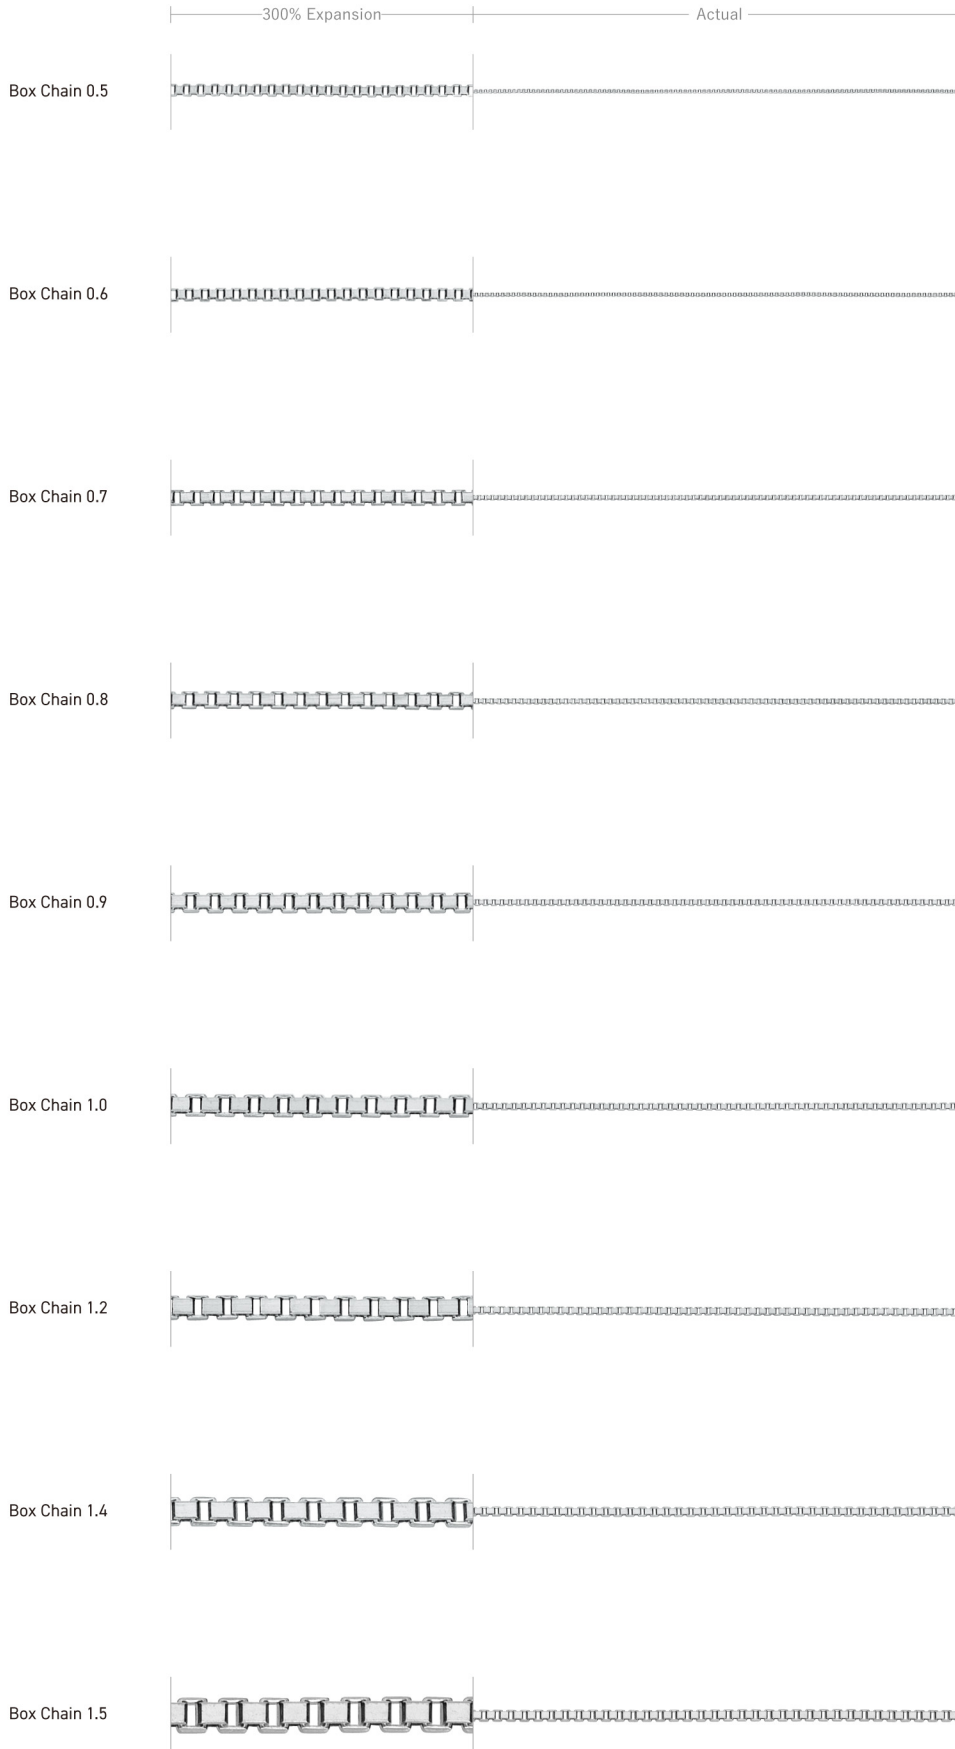 300% Expansion Actual
Box Chain 0.5
Box Chain 0.6
Box Chain 0.7
Box Chain 0.8
Box Chain 0.9
Box Chain 1.0
Box Chain 1.2
Box Chain 1.4
Box Chain 1.5